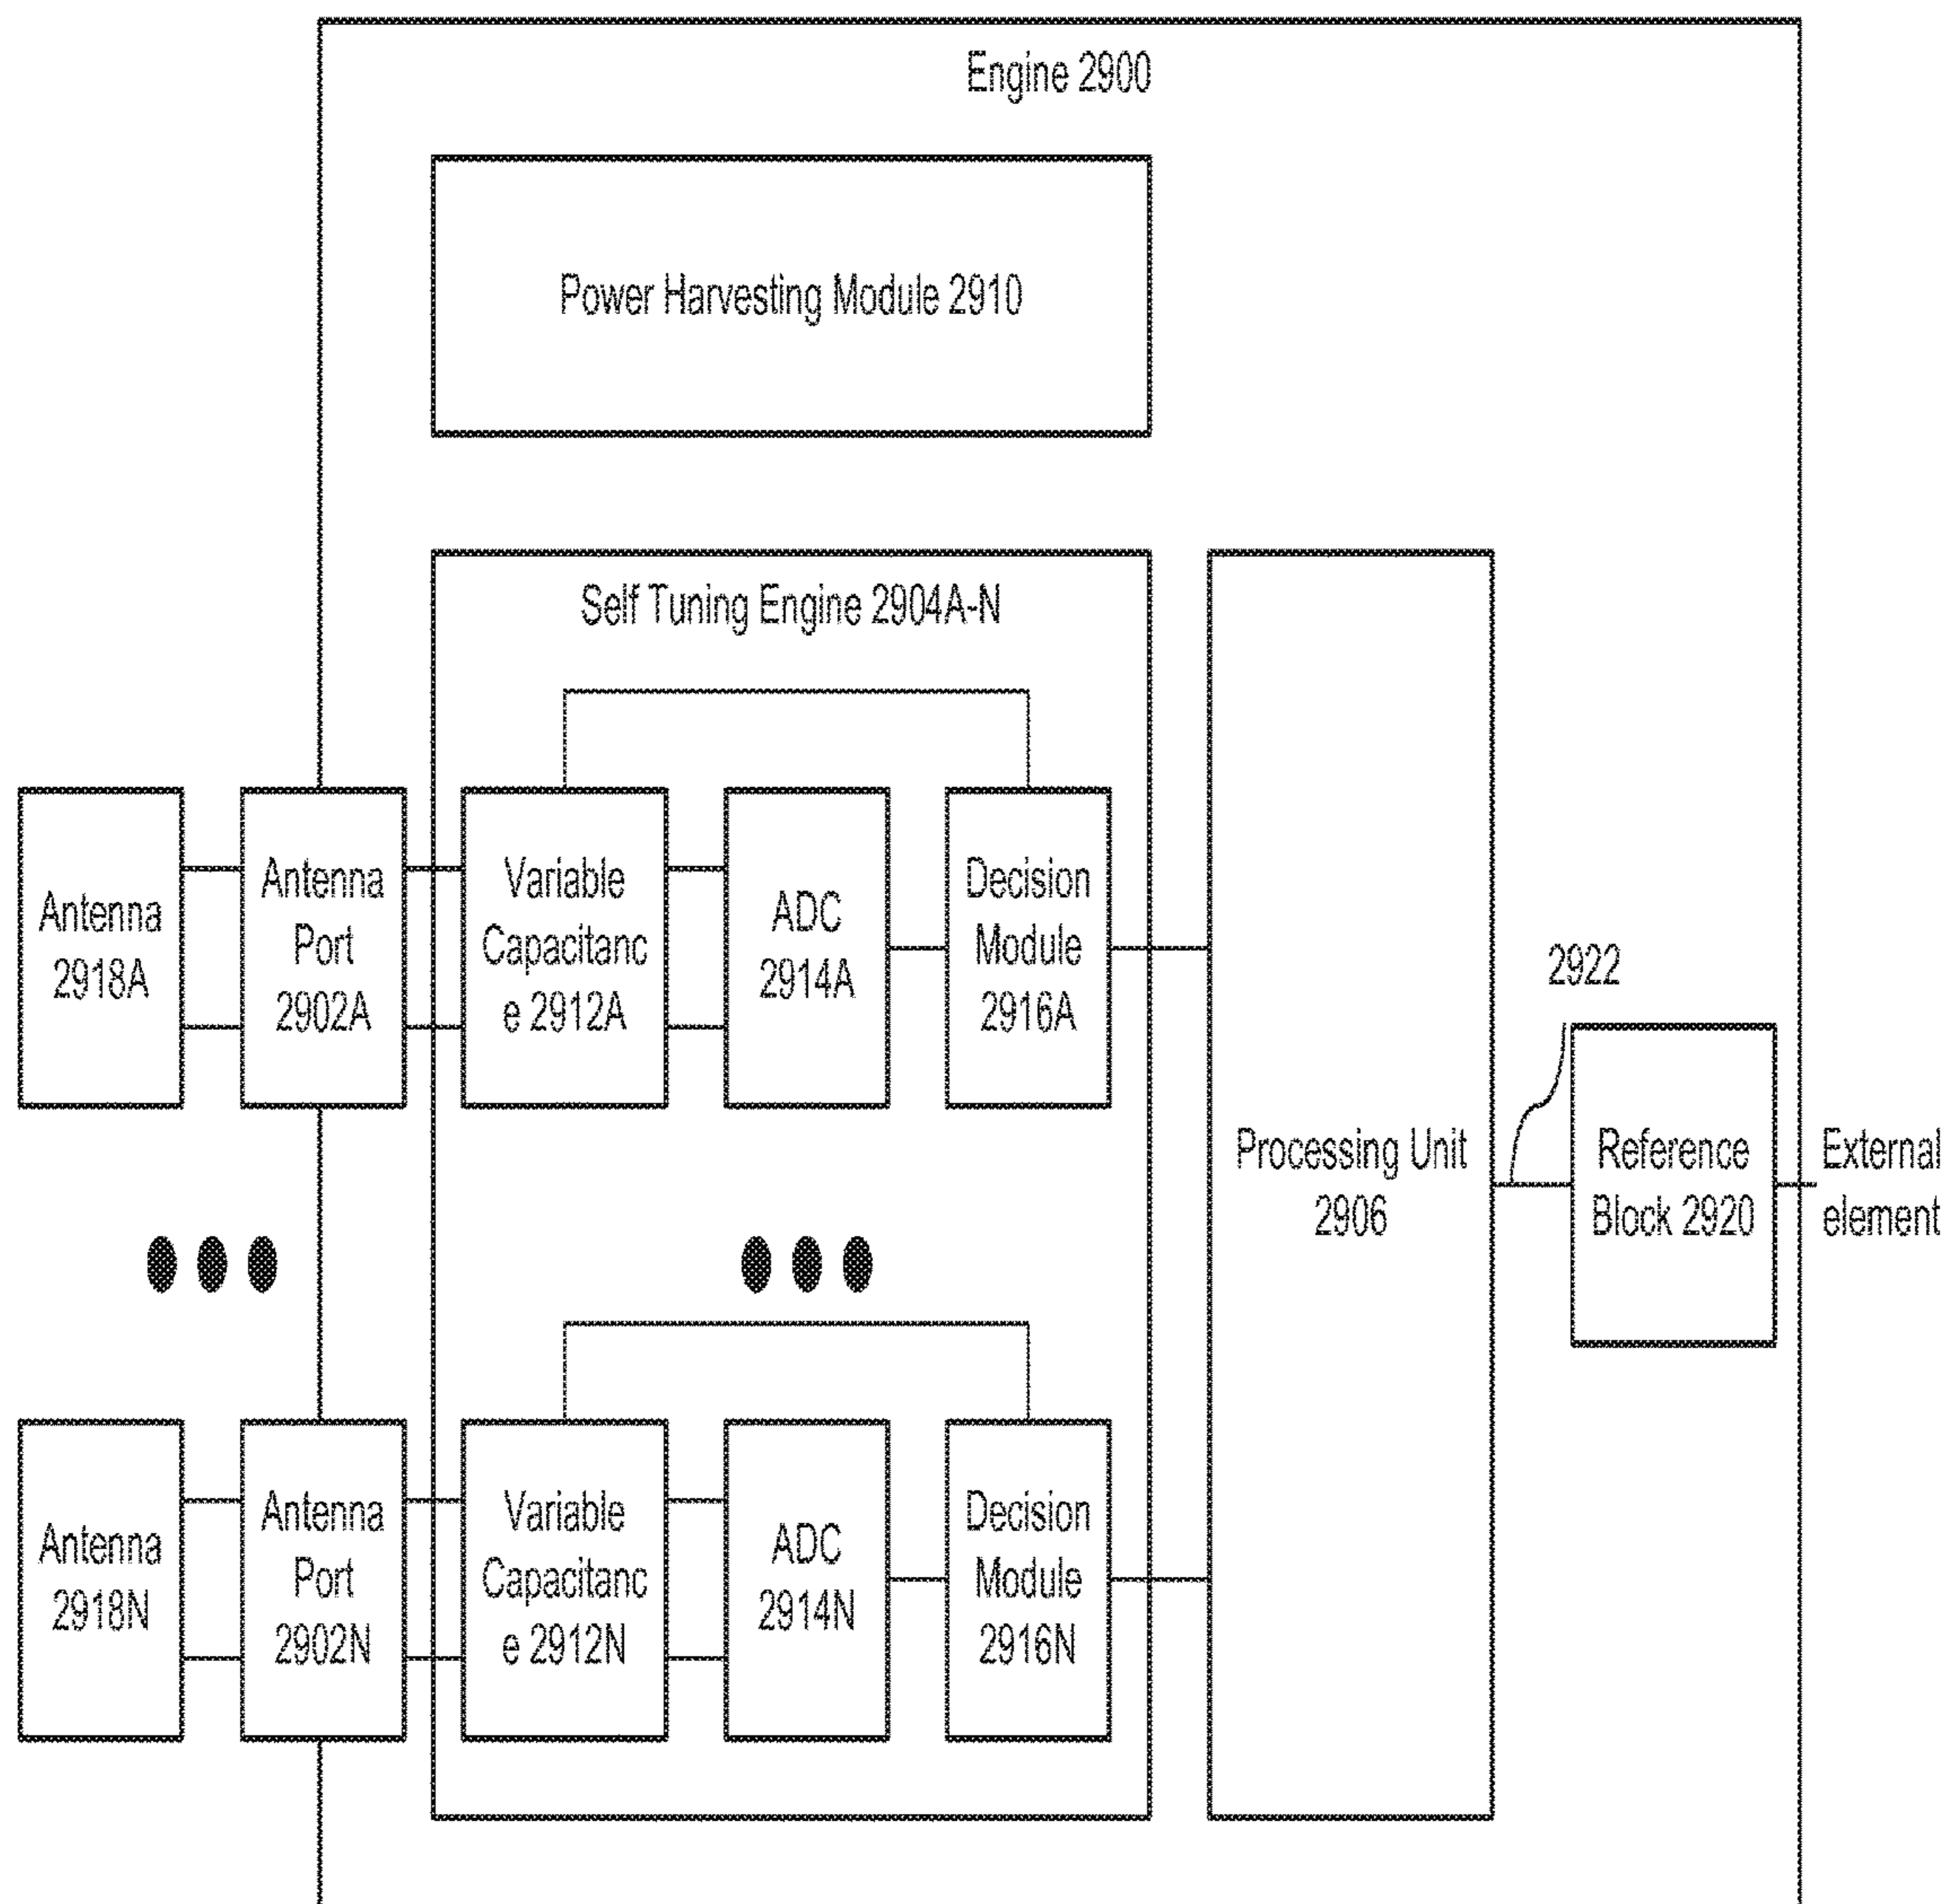 Engine 2900
Power Harvesting Module 2910
Self Tuning Engine 2904A-N
Antenna
2918A
Antenna
Port
2902A
Variable
Capacitanc
e 2912A
ADC
2914A
Decision
Module
2916A
Processing Unit
2906
2922
Reference
Block 2920
External
element
Antenna
2918N
Antenna
Port
2902N
Variable
Capacitanc
e 2912N
ADC
2914N
Decision
Module
2916N